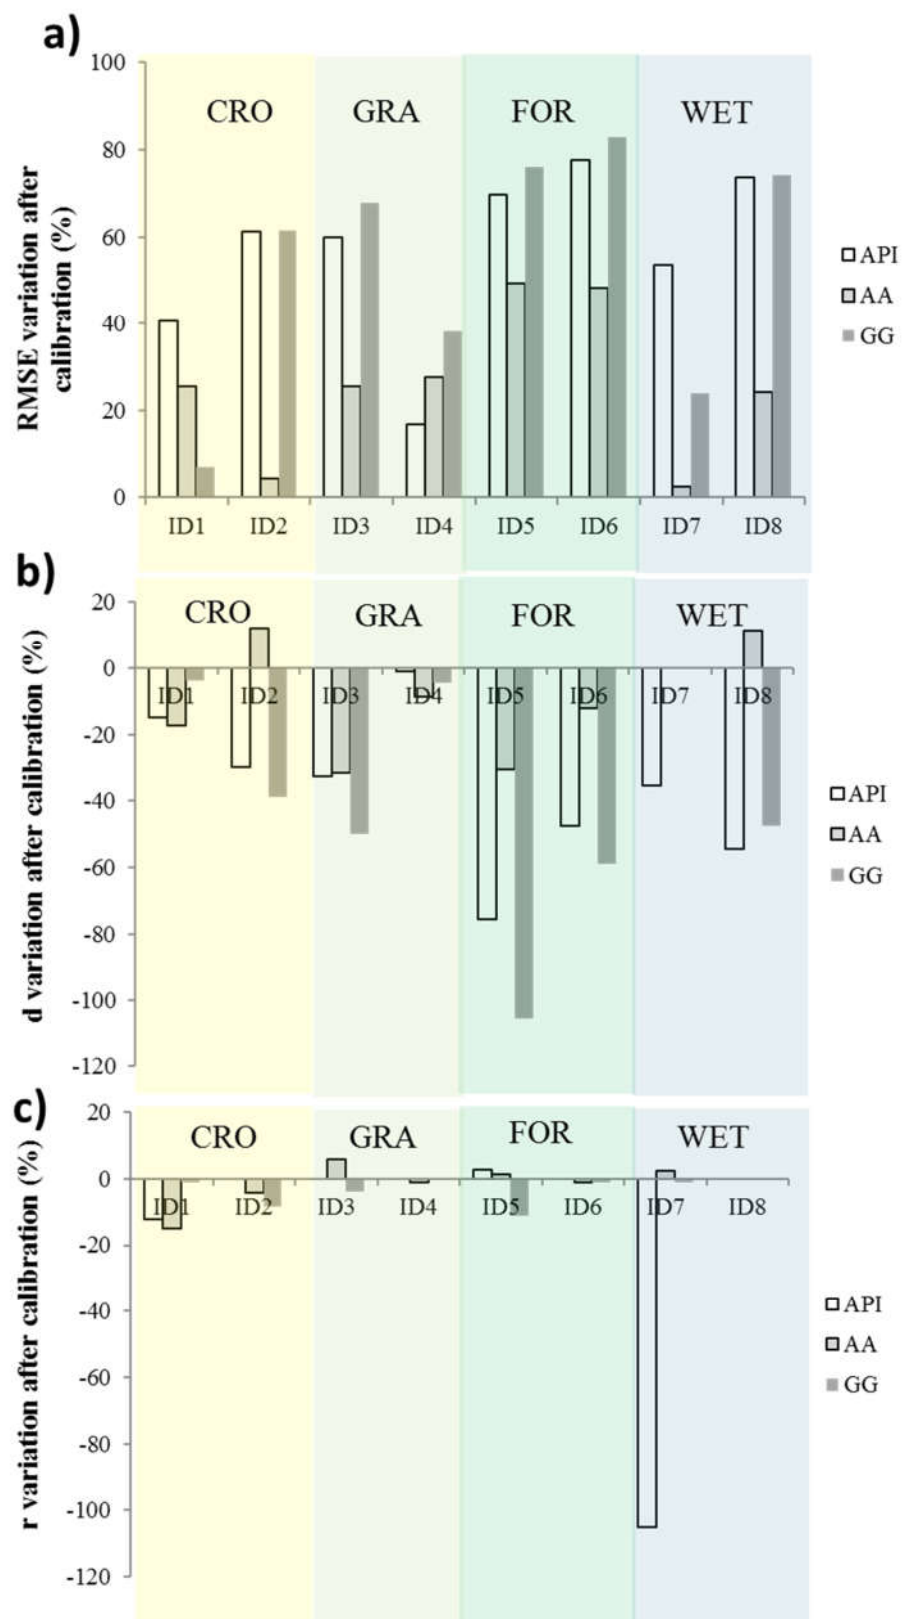 a)
RMSE variation after
calibration (%)
100
80
60
40
20
0
CRO GRA FOR WET
ID1 ID2 ID3 ID4 ID5 ID6 ID7 ID8
API
AA
GG
b)
d variation after calibration (%)
20
0
-20
-40
-60
-80
-100
-120
CRO GRA FOR WET
ID1 ID2 ID3 ID4 ID5 ID6 ID7 ID8
API
AA
GG
c)
r variation after calibration (%)
20
0
-20
-40
-60
-80
-100
-120
CRO GRA FOR WET
ID1 ID2 ID3 ID4 ID5 ID6 ID7 ID8
API
AA
GG